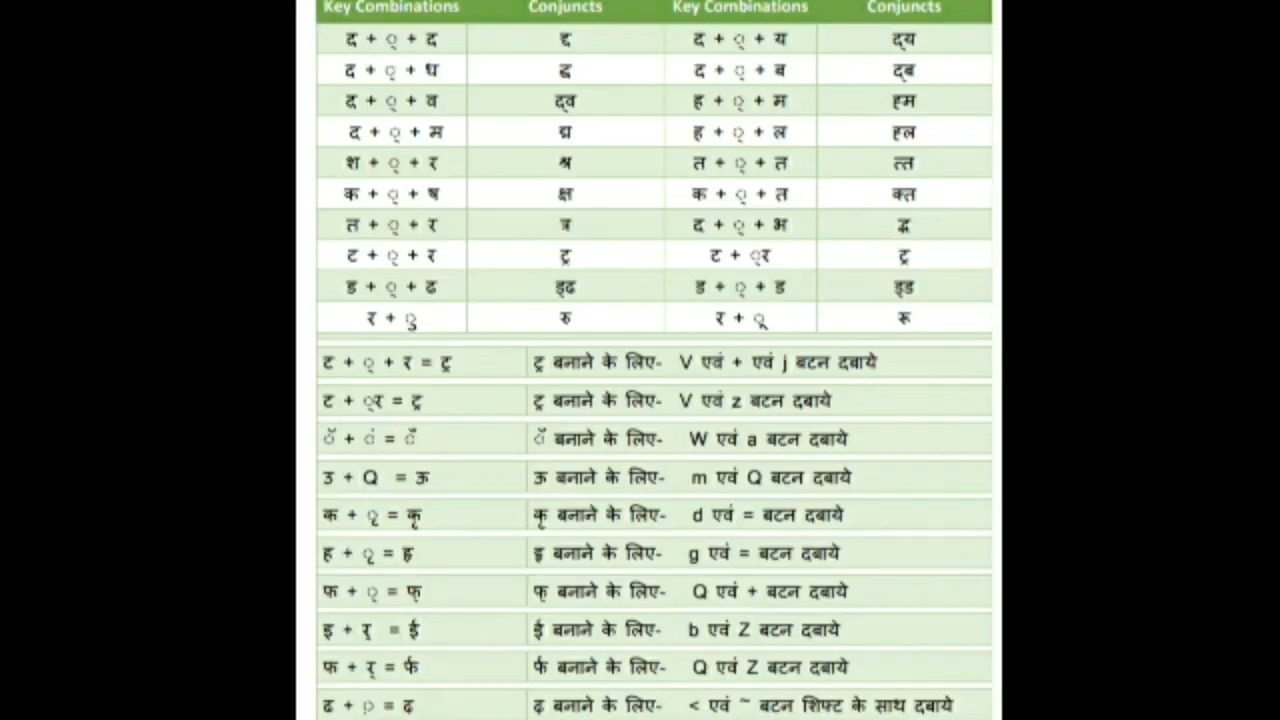 Key Combinations Conjuncts Key Combinations Conjuncts
द + ् + द द्द द + ् + य द्य
द + ् + ध द्ध द + ् + ब द्ब
द + ् + व द्व ह + ् + म ह्म
द + ् + म द्म ह + ् + ल ह्ल
श + ् + र श्र त + ् + त त्त
क + ् + ष क्ष क + ् + त क्त
त + ् + र त्र द + ् + भ द्भ
ट + ् + र ट्र ट + ्र ट्र
ड + ् + ढ ड्ढ ड + ् + ड ड्ड
र + ु रु र + ू रू
ट + ् + र = ट्र ट्र बनाने के लिए- V एवं + एवं j बटन दबाये
ट + ्र = ट्र ट्र बनाने के लिए- V एवं z बटन दबाये
ॅ + ं = ँ ॅ बनाने के लिए- W एवं a बटन दबाये
उ + Q = ऊ ऊ बनाने के लिए- m एवं Q बटन दबाये
क + ृ = कृ कृ बनाने के लिए- d एवं = बटन दबाये
ह + ृ = हृ हृ बनाने के लिए- g एवं = बटन दबाये
फ + ् = फ् फ् बनाने के लिए- Q एवं + बटन दबाये
इ + र् = ई ई बनाने के लिए- b एवं Z बटन दबाये
फ + र् = र्फ र्फ बनाने के लिए- Q एवं Z बटन दबाये
ढ + ़ = ढ़ ढ़ बनाने के लिए- < एवं ~ बटन शिफ्ट के साथ दबाये